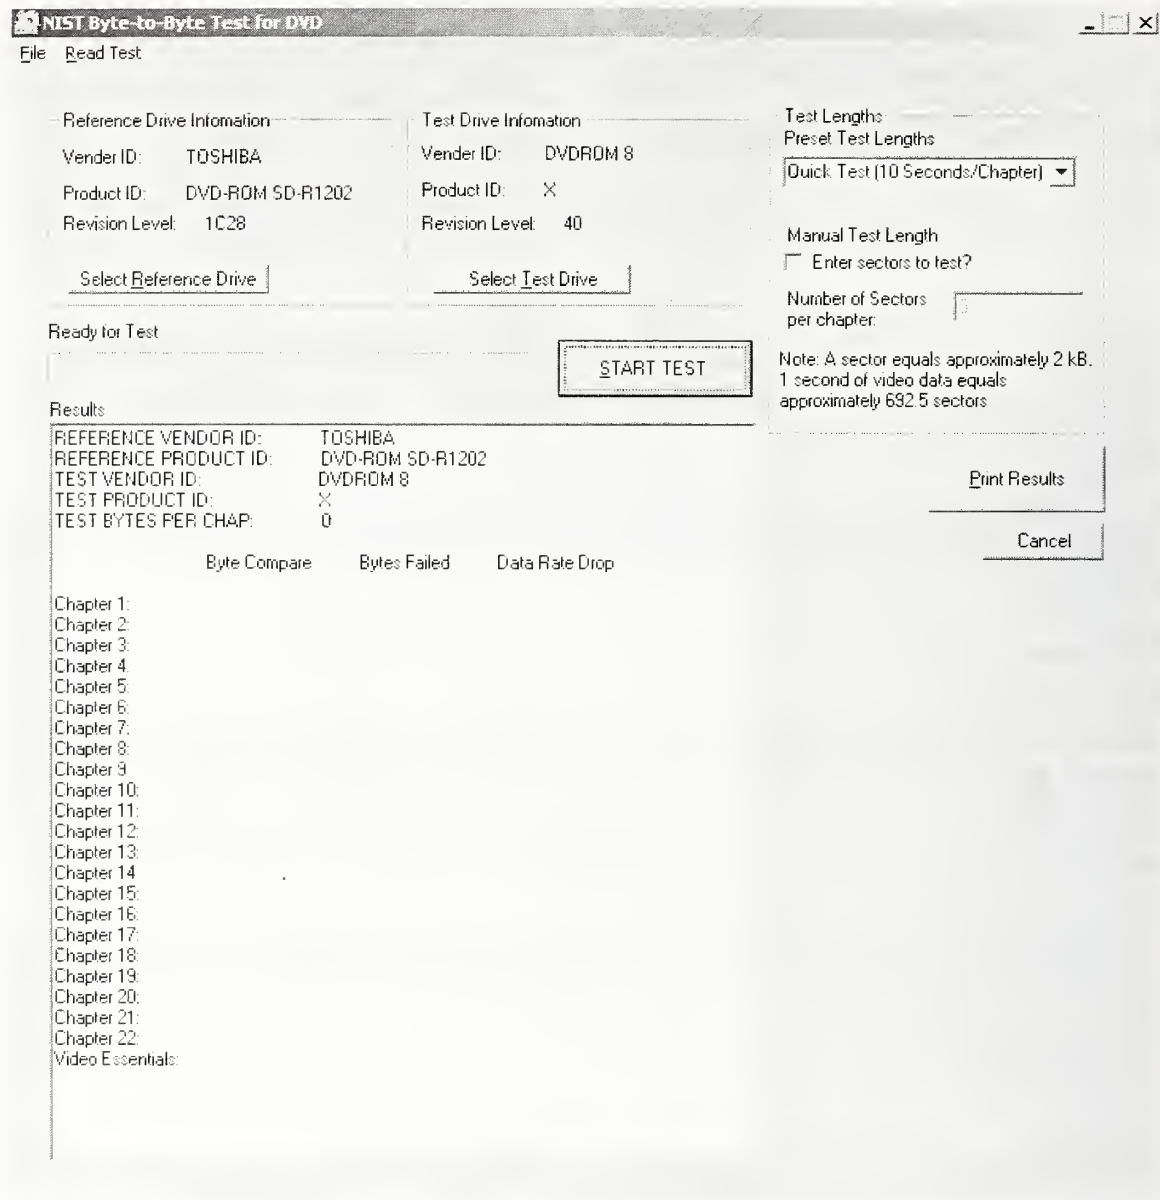 NIST Byte-to-Byte Test for DVD
File Read Test
Reference Drive Infomation
Vender ID: TOSHIBA
Product ID: DVD-ROM SD-R1202
Revision Level: 1C28
Select Reference Drive
Test Drive Infomation
Vender ID: DVDROM 8
Product ID: X
Revision Level: 40
Select Test Drive
Test Lengths
Preset Test Lengths
Quick Test (10 Seconds/Chapter)
Manual Test Length
Enter sectors to test?
Number of Sectors
per chapter:
Note: A sector equals approximately 2 kB.
1 second of video data equals
approximately 692.5 sectors
Ready for Test
START TEST
Results
REFERENCE VENDOR ID: TOSHIBA
REFERENCE PRODUCT ID: DVD-ROM SD-R1202
TEST VENDOR ID: DVDROM 8
TEST PRODUCT ID: X
TEST BYTES PER CHAP: 0
Byte Compare Bytes Failed Data Rate Drop
Chapter 1:
Chapter 2:
Chapter 3:
Chapter 4:
Chapter 5:
Chapter 6:
Chapter 7:
Chapter 8:
Chapter 9
Chapter 10:
Chapter 11:
Chapter 12:
Chapter 13:
Chapter 14
Chapter 15:
Chapter 16:
Chapter 17:
Chapter 18:
Chapter 19:
Chapter 20:
Chapter 21:
Chapter 22:
Video Essentials:
Print Results
Cancel